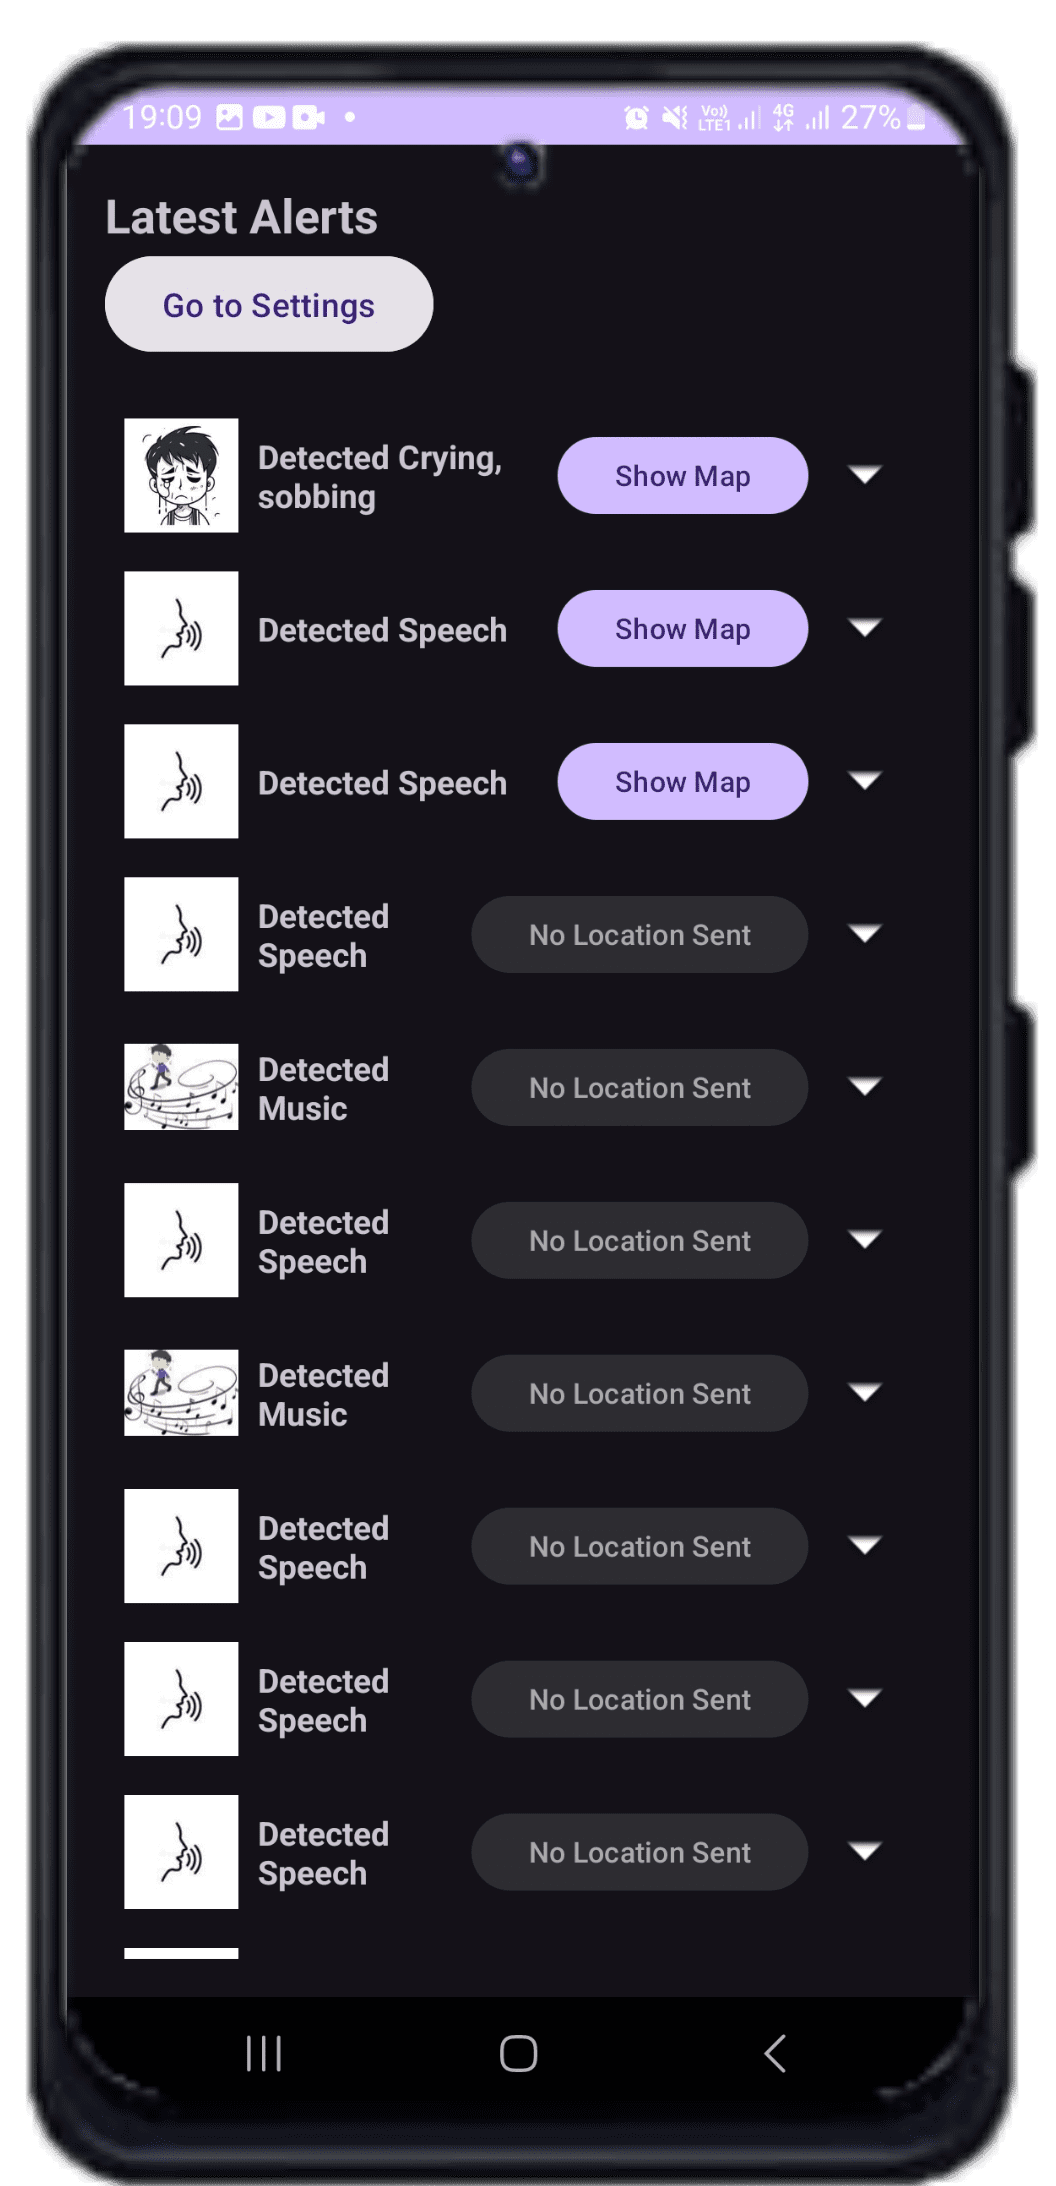 19:09 Vo)) LTE1 4G 27%
Latest Alerts
Go to Settings
Detected Crying,
sobbing
Show Map
Detected Speech
Show Map
Detected Speech
Show Map
Detected
Speech
No Location Sent
Detected
Music
No Location Sent
Detected
Speech
No Location Sent
Detected
Music
No Location Sent
Detected
Speech
No Location Sent
Detected
Speech
No Location Sent
Detected
Speech
No Location Sent